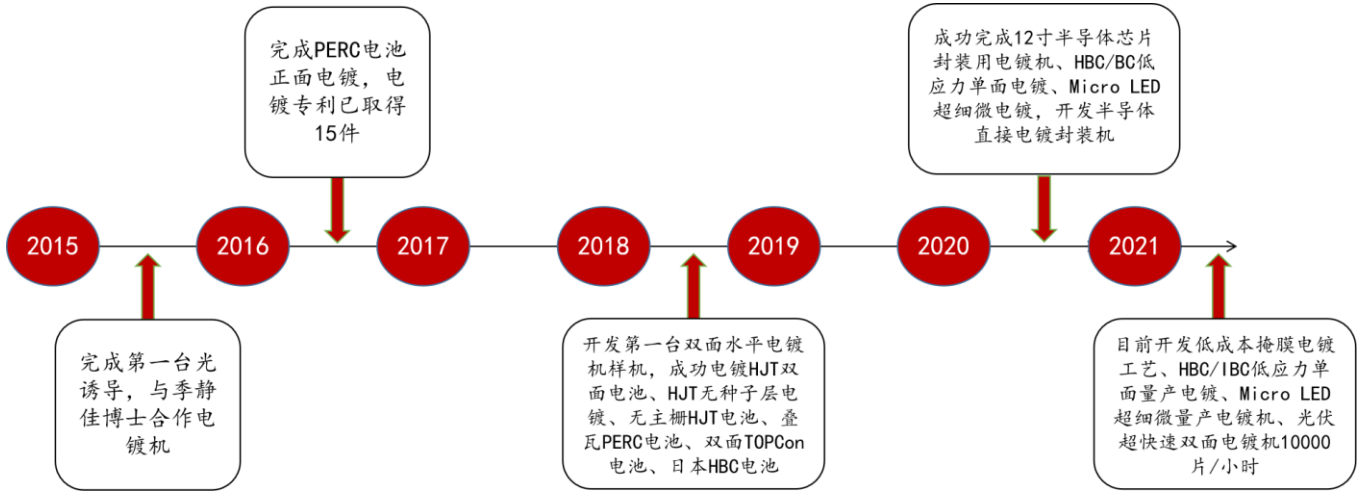 完成PERC电池
正面电镀，电
镀专利已取得
15件
成功完成12寸半导体芯片
封装用电镀机、HBC/BC低
应力单面电镀、Micro LED
超细微电镀，开发半导体
直接电镀封装机
2015
2016
2017
2018
2019
2020
2021
完成第一台光
诱导，与季静
佳博士合作电
镀机
开发第一台双面水平电镀
机样机，成功电镀HJT双
面电池、HJT无种子层电
镀、无主栅HJT电池、叠
瓦PERC电池、双面TOPCon
电池、日本HBC电池
目前开发低成本掩膜电镀
工艺、HBC/IBC低应力单
面量产电镀、Micro LED
超细微量产电镀机、光伏
超快速双面电镀机10000
片/小时